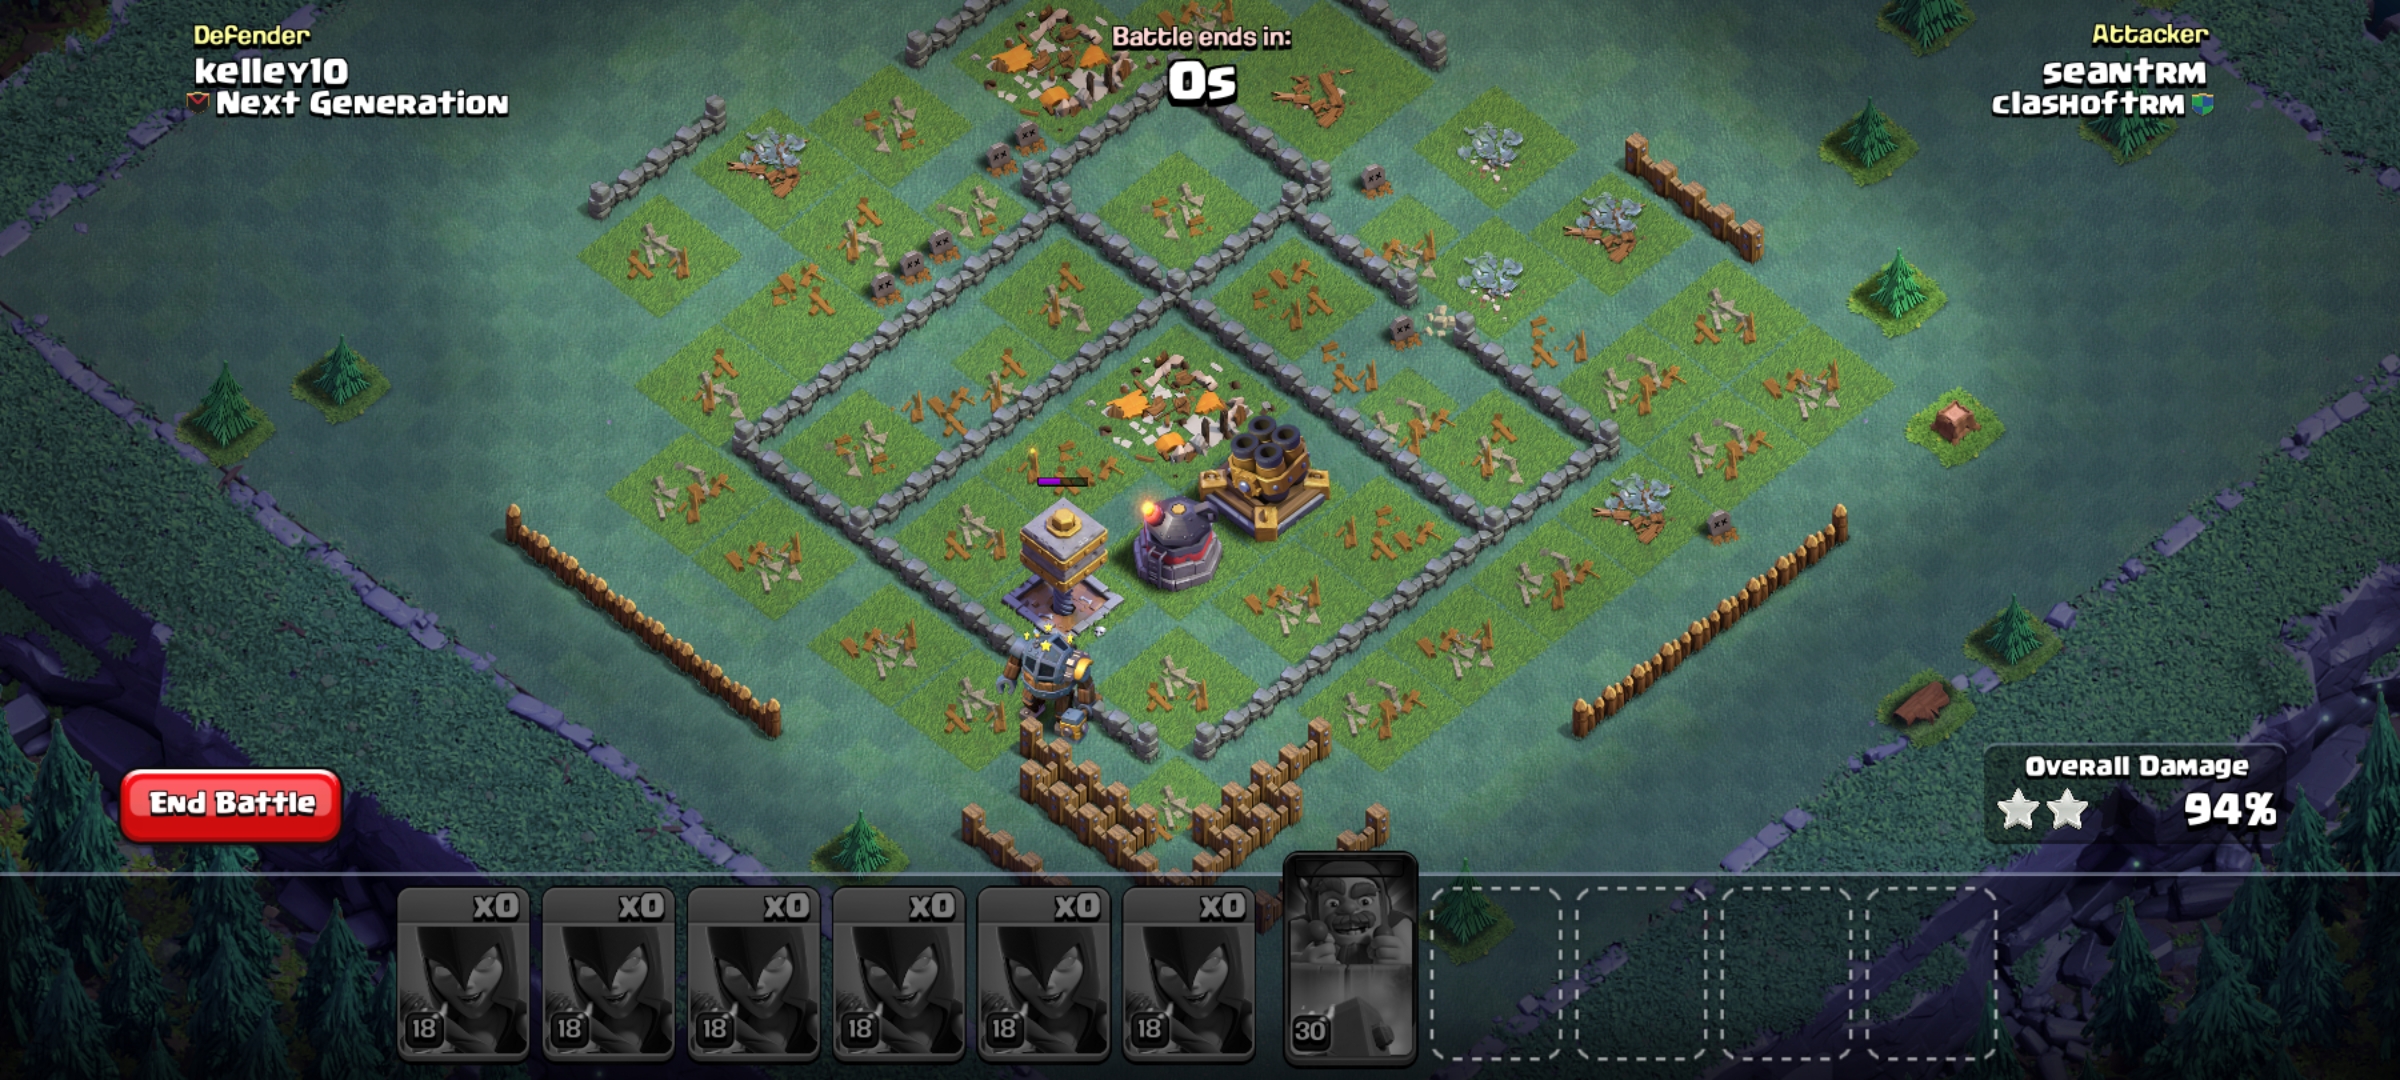 Defender
kelley10
Next Generation
Battle ends in:
0s
Attacker
seantRM
clashoftRM
End Battle
Overall Damage
94%
x0
x0
x0
x0
x0
x0
18
18
18
18
18
18
30